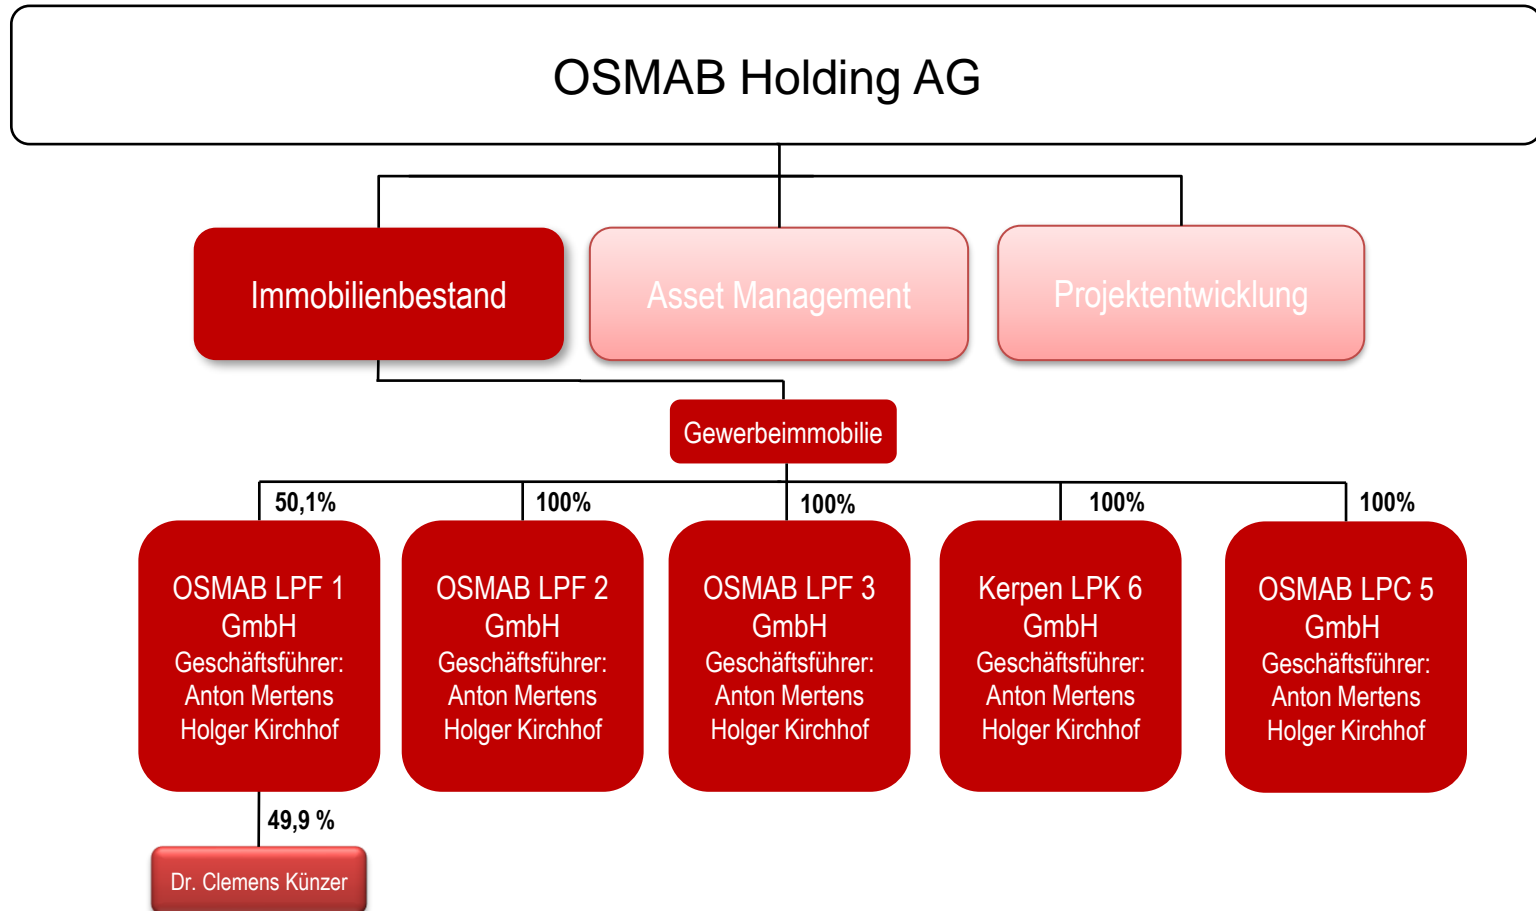 OSMAB Holding AG
Immobilienbestand
Asset Management
Projektentwicklung
Gewerbeimmobilie
50,1%
100%
100%
100%
100%
OSMAB LPF 1
GmbH
Geschäftsführer:
Anton Mertens
Holger Kirchhof
OSMAB LPF 2
GmbH
Geschäftsführer:
Anton Mertens
Holger Kirchhof
OSMAB LPF 3
GmbH
Geschäftsführer:
Anton Mertens
Holger Kirchhof
Kerpen LPK 6
GmbH
Geschäftsführer:
Anton Mertens
Holger Kirchhof
OSMAB LPC 5
GmbH
Geschäftsführer:
Anton Mertens
Holger Kirchhof
49,9 %
Dr. Clemens Künzer